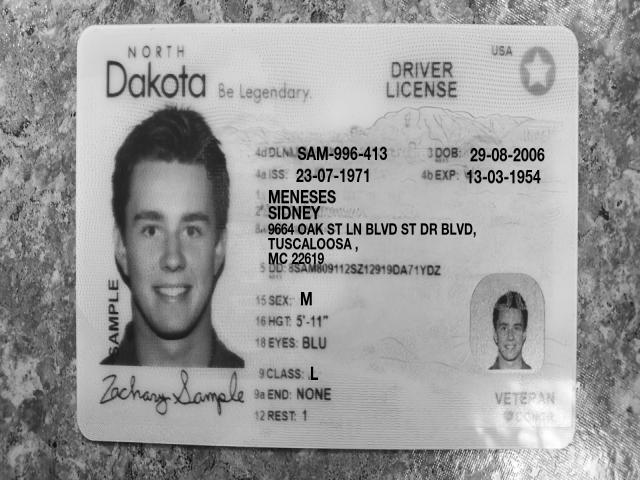 NORTH
Dakota Be Legendary.
DRIVER
LICENSE
USA
4d DLN SAM-996-413 3 DOB: 29-08-2006
4a ISS: 23-07-1971 4b EXP: 13-03-1954
MENESES
SIDNEY
9664 OAK ST LN BLVD ST DR BLVD,
TUSCALOOSA ,
MC 22619
5 DD: 8SAM809112SZ12919DA71YDZ
15 SEX: M
16 HGT: 5'-11"
18 EYES: BLU
9 CLASS: L
9a END: NONE
12 REST: 1
SAMPLE
Zachary Sample
VETERAN